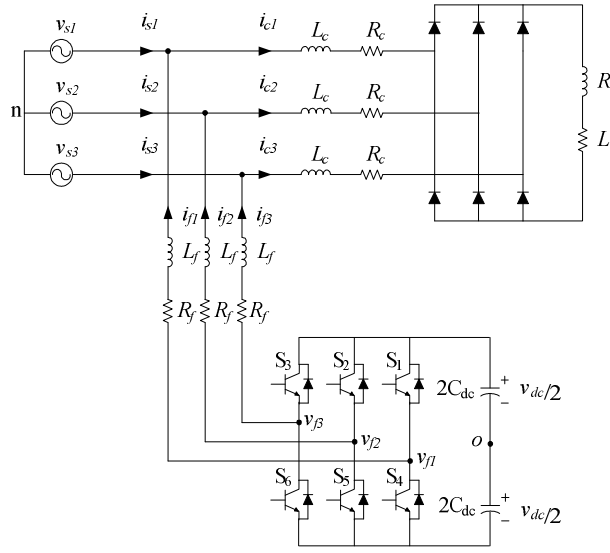 v_s1 i_s1 i_c1 L_c R_c
n v_s2 i_s2 i_c2 L_c R_c R
v_s3 i_s3 i_c3 L_c R_c L
i_f1 i_f2 i_f3
L_f L_f L_f
R_f R_f R_f
S_3 S_2 S_1
2C_dc + v_dc/2 −
v_f3
v_f2 o
v_f1
S_6 S_5 S_4
2C_dc + v_dc/2 −